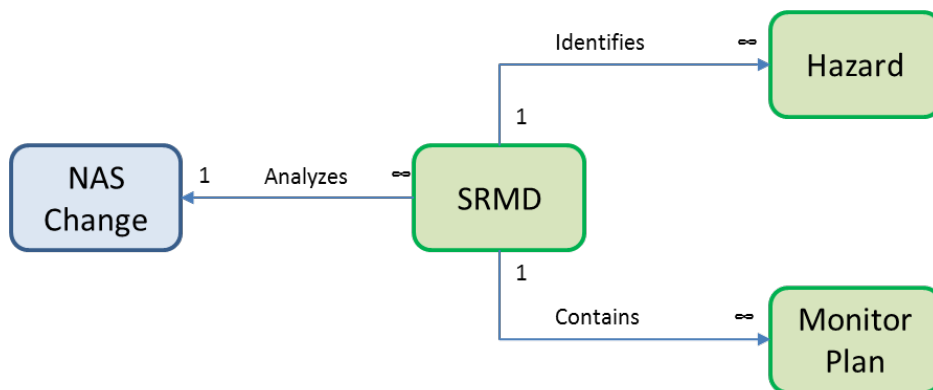 Identifies
∞
Hazard
1
NAS
Change
1
Analyzes
∞
SRMD
1
Contains
∞
Monitor
Plan